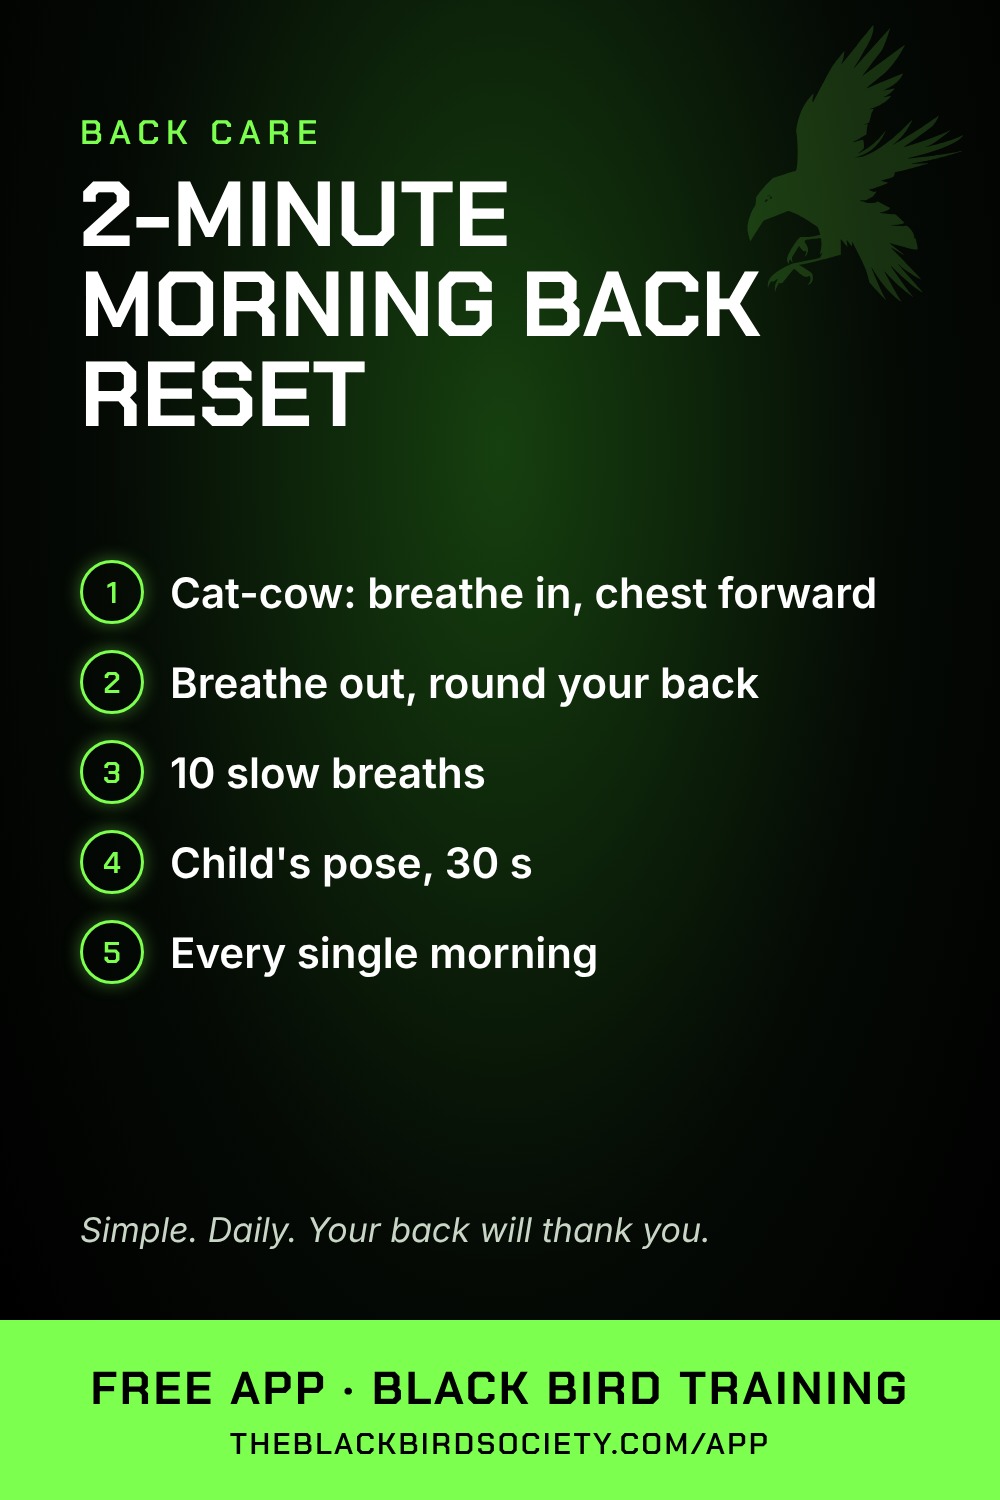 BACK CARE
2-MINUTE
MORNING BACK
RESET
1 Cat-cow: breathe in, chest forward
2 Breathe out, round your back
3 10 slow breaths
4 Child's pose, 30 s
5 Every single morning
Simple. Daily. Your back will thank you.
FREE APP · BLACK BIRD TRAINING
THEBLACKBIRDSOCIETY.COM/APP